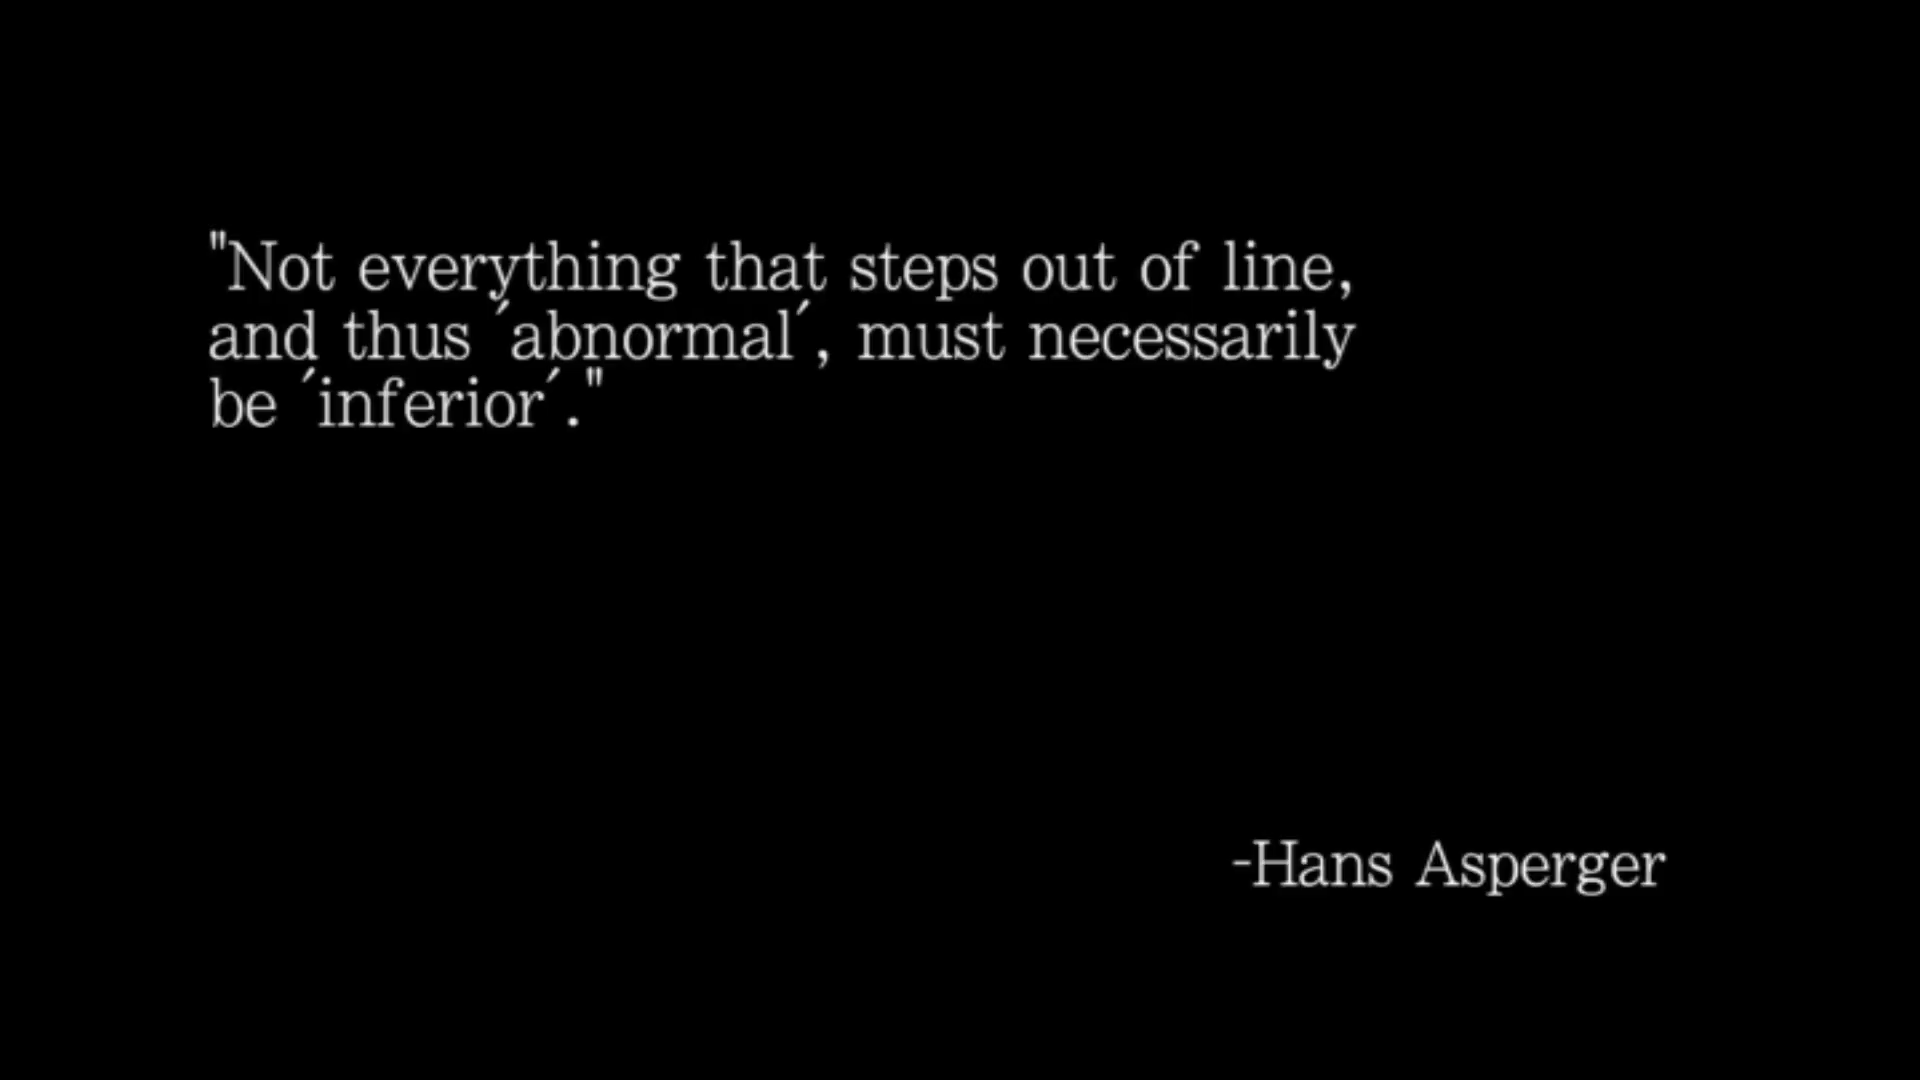 "Not everything that steps out of line,
and thus ´abnormal´, must necessarily
be ´inferior´."
-Hans Asperger